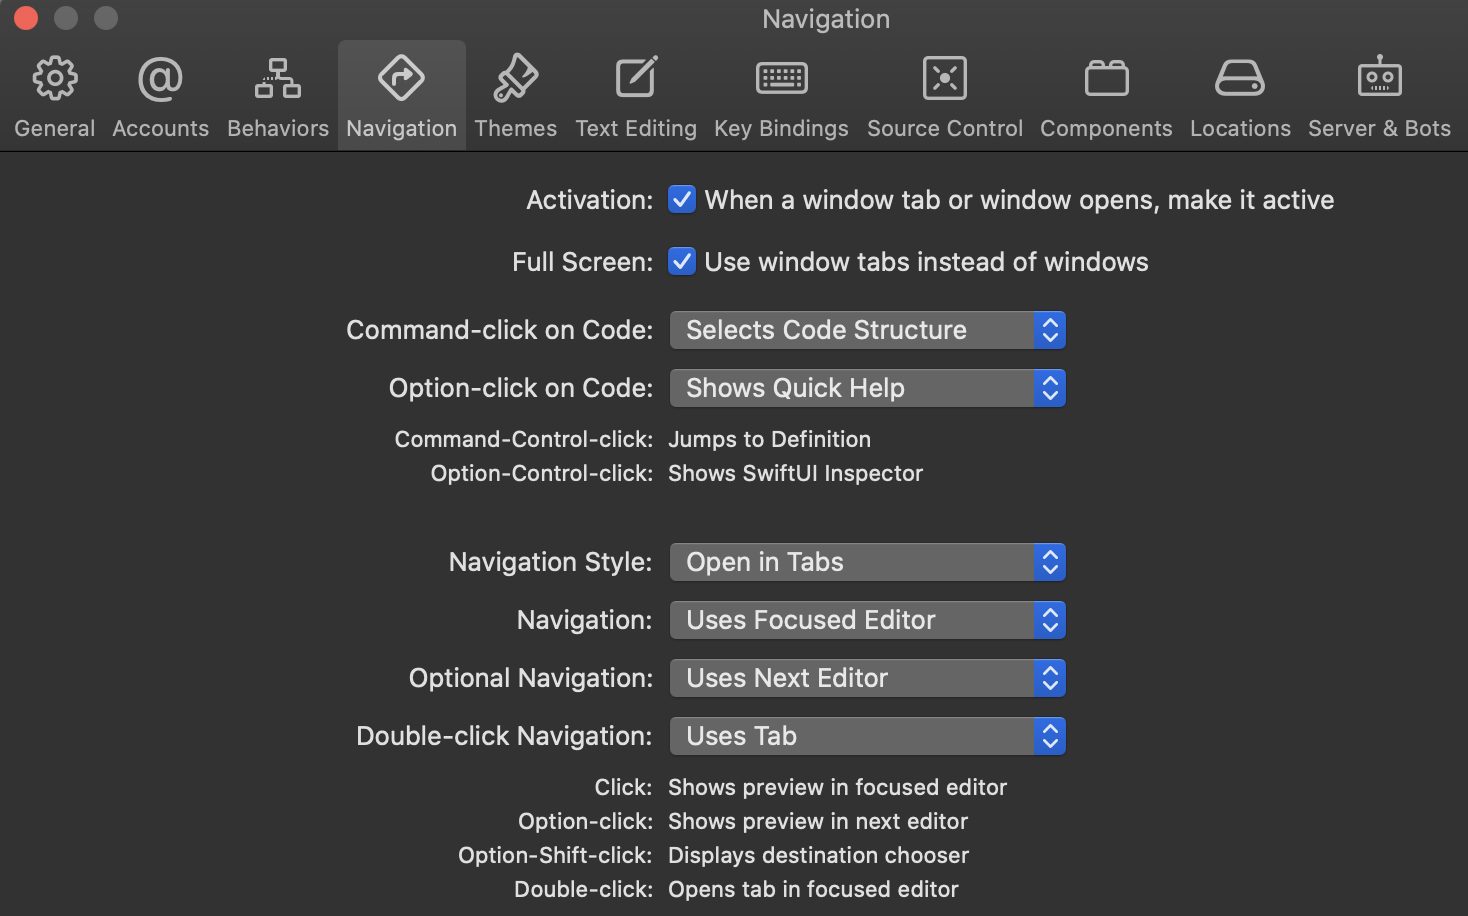 Navigation
General Accounts Behaviors Navigation Themes Text Editing Key Bindings Source Control Components Locations Server & Bots
Activation: When a window tab or window opens, make it active
Full Screen: Use window tabs instead of windows
Command-click on Code: Selects Code Structure
Option-click on Code: Shows Quick Help
Command-Control-click: Jumps to Definition
Option-Control-click: Shows SwiftUI Inspector
Navigation Style: Open in Tabs
Navigation: Uses Focused Editor
Optional Navigation: Uses Next Editor
Double-click Navigation: Uses Tab
Click: Shows preview in focused editor
Option-click: Shows preview in next editor
Option-Shift-click: Displays destination chooser
Double-click: Opens tab in focused editor